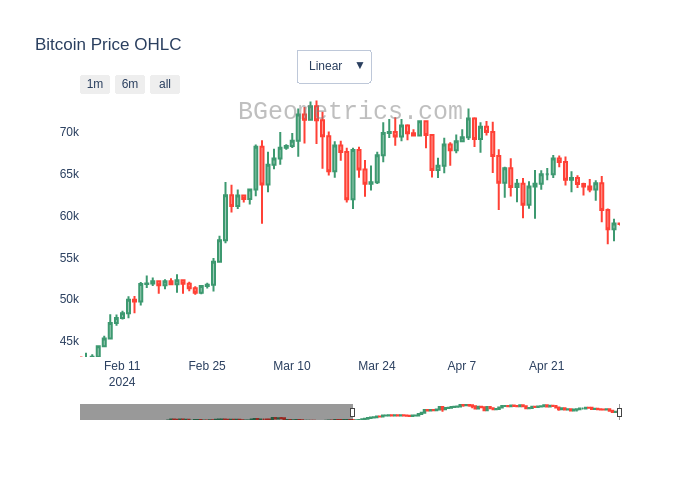 Bitcoin Price OHLC
Linear ▼
1m 6m all
BGeometrics.com
70k
65k
60k
55k
50k
45k
Feb 11 Feb 25 Mar 10 Mar 24 Apr 7 Apr 21
2024